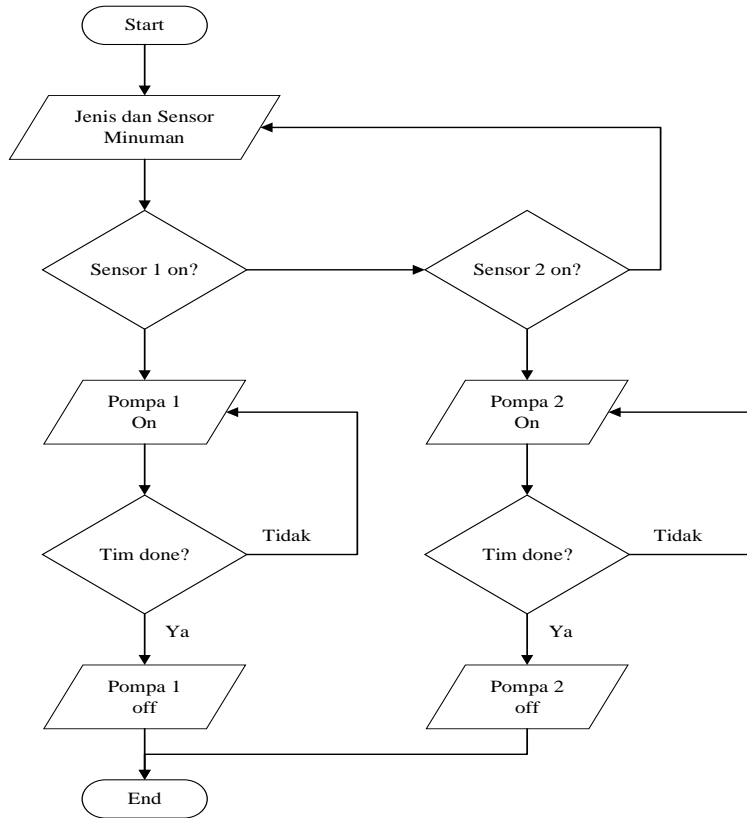 Start
Jenis dan Sensor
Minuman
Sensor 1 on?
Sensor 2 on?
Pompa 1
On
Pompa 2
On
Tim done?
Tidak
Tim done?
Tidak
Ya
Ya
Pompa 1
off
Pompa 2
off
End